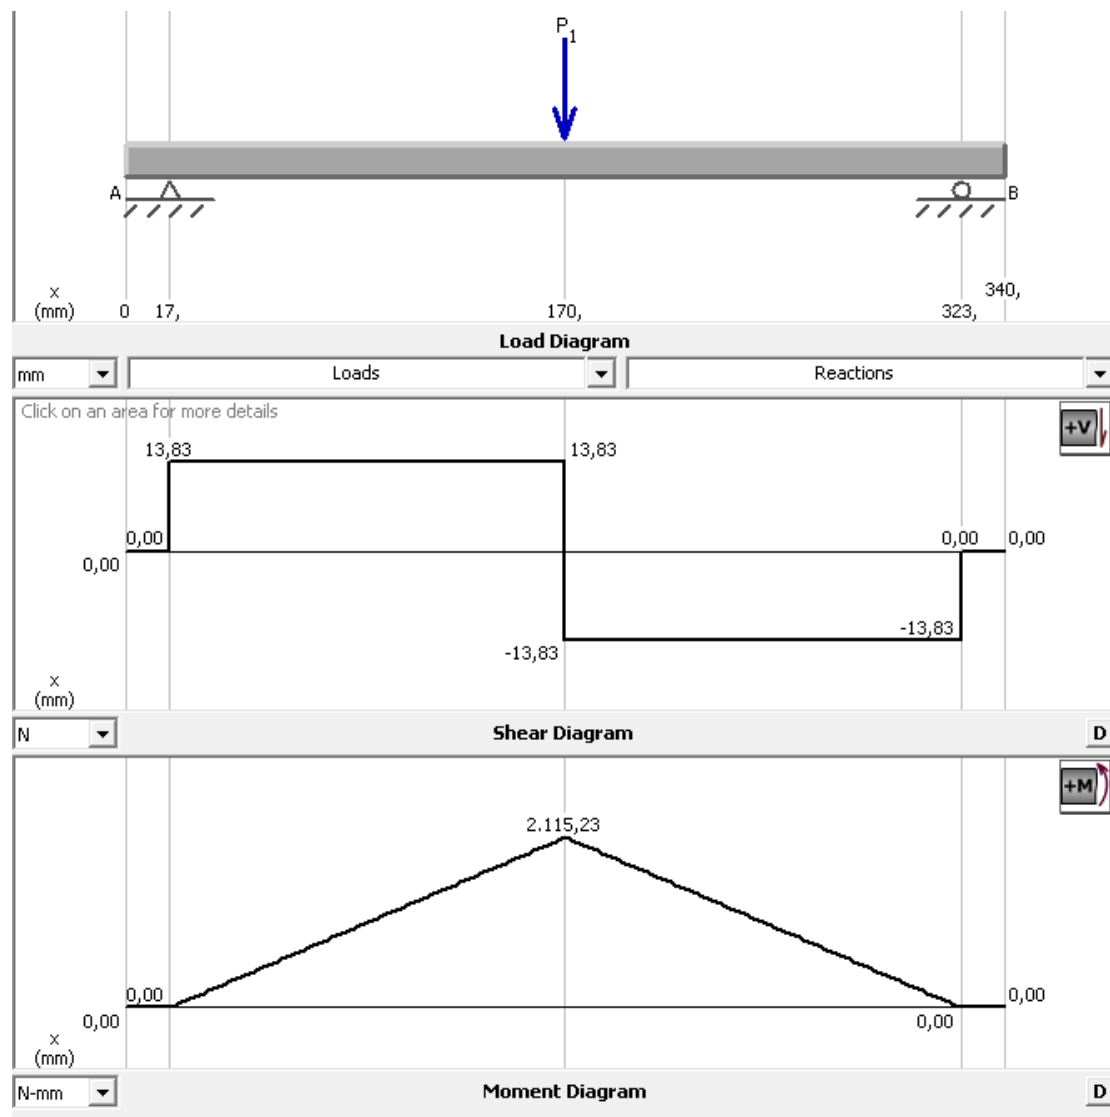 P1
A
B
x
(mm)
0
17,
170,
323,
340,
Load Diagram
mm
Loads
Reactions
Click on an area for more details
+V
13,83
13,83
0,00
0,00
0,00
0,00
-13,83
-13,83
x
(mm)
N
Shear Diagram
D
+M
2.115,23
0,00
0,00
0,00
0,00
x
(mm)
N-mm
Moment Diagram
D